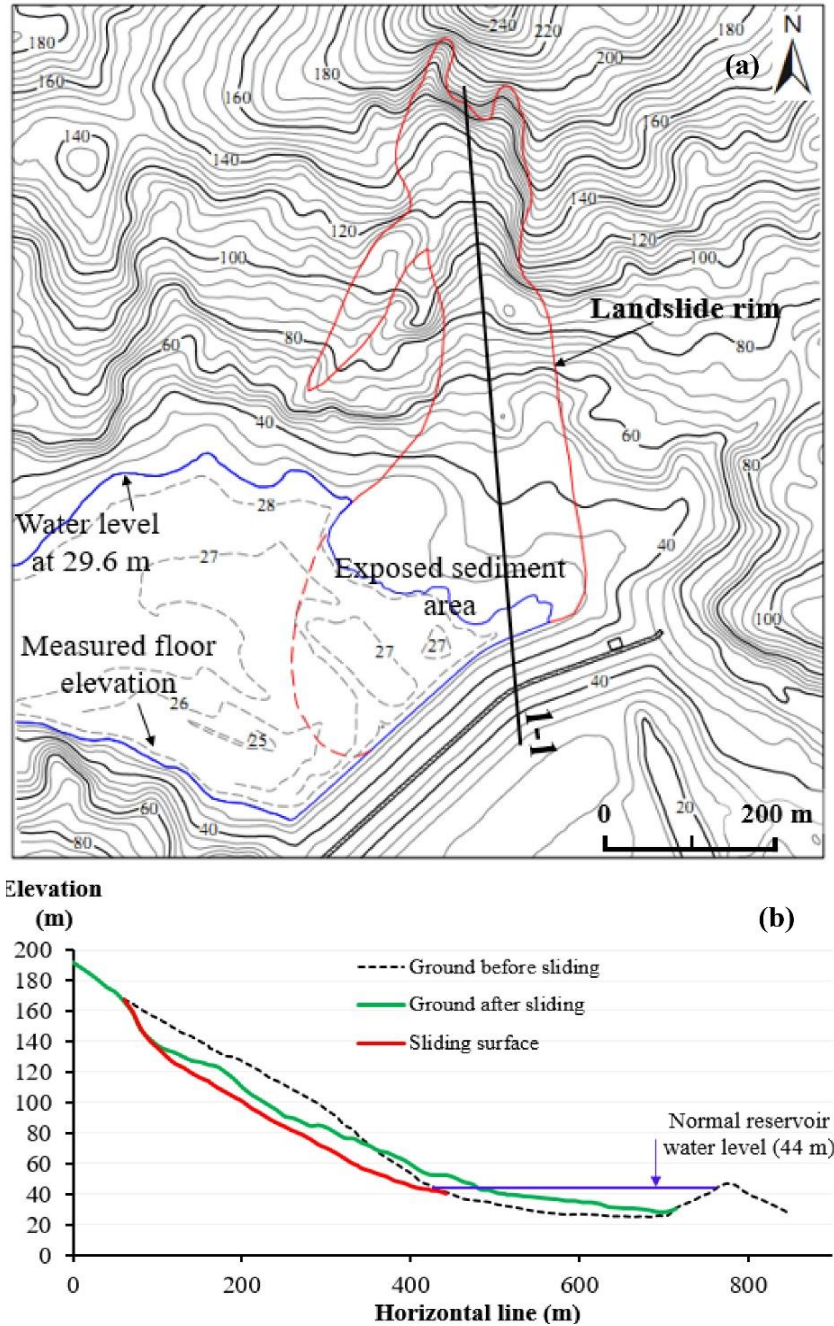 180
240
220
200
N
(a)
180
180
160
160
140
140
140
120
120
100
100
Landslide rim
80
80
60
60
40
80
28
Water level
at 29.6 m
27
40
Exposed sediment
area
100
Measured floor
elevation
27
27
40
26
25
1-1
60
40
20
0
200 m
80
Elevation
(m)
(b)
200
180
160
140
120
100
80
60
40
20
0
Ground before sliding
Ground after sliding
Sliding surface
Normal reservoir
water level (44 m)
0
200
400
600
800
Horizontal line (m)